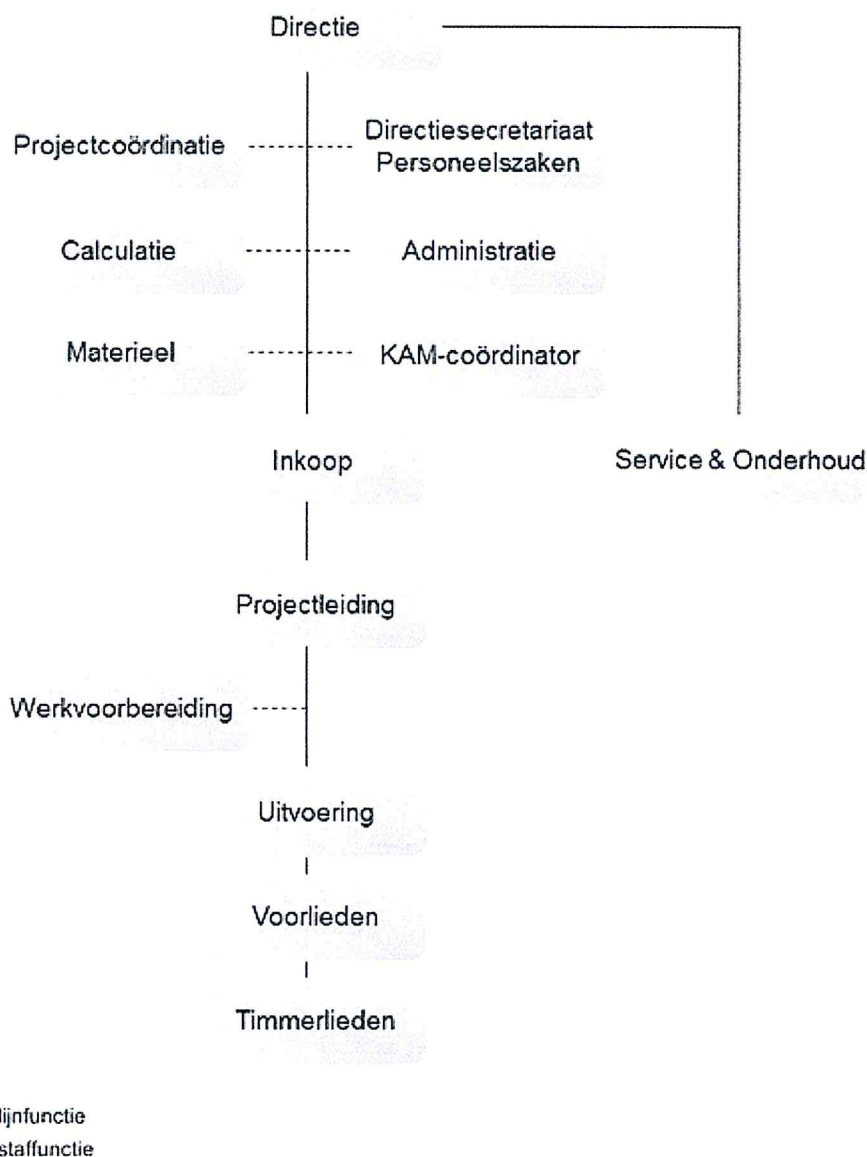 Directie
Projectcoördinatie
Directiesecretariaat
Personeelszaken
Calculatie
Administratie
Materieel
KAM-coördinator
Inkoop
Service & Onderhoud
Projectleiding
Werkvoorbereiding
Uitvoering
Voorlieden
Timmerlieden
lijnfunctie
staffunctie